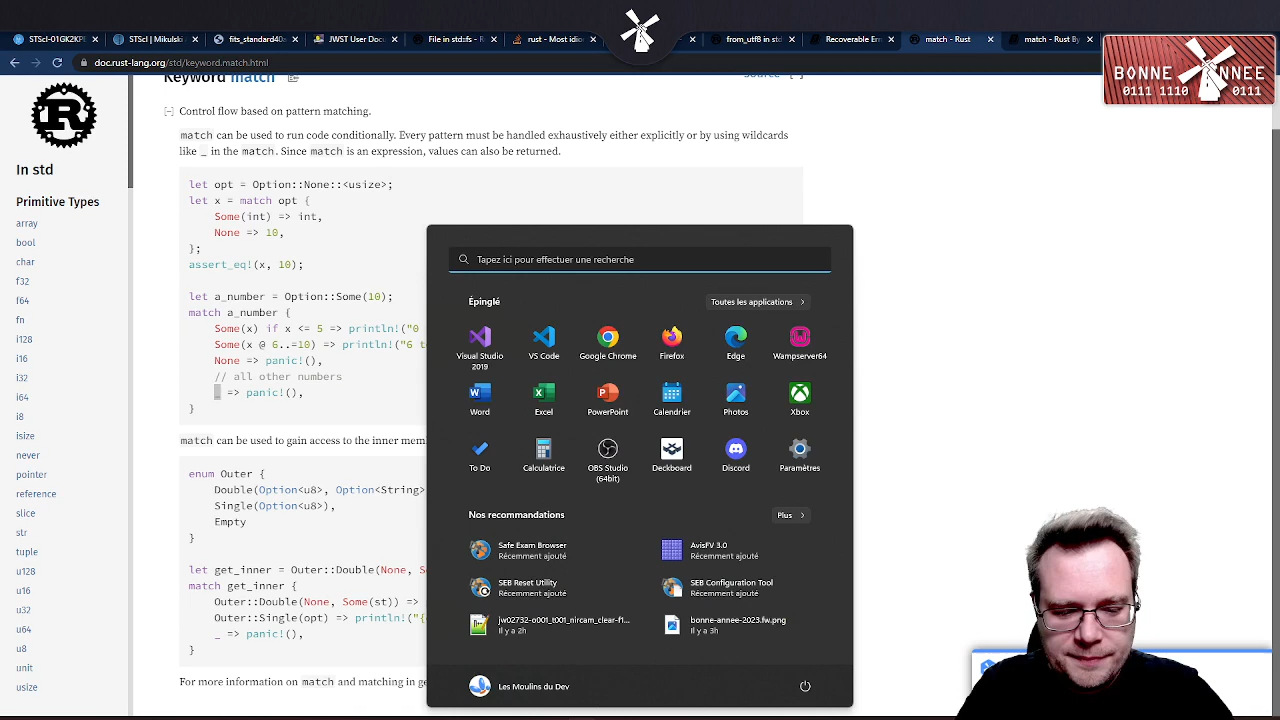 STScI-01GK2KP
STScI | Mikulski
fits_standard40a
JWST User Docu
File in stdfs - R
rust - Most idio
from_utf8 in std
Recoverable Erro
match - Rust
match - Rust By
doc.rust-lang.org/std/keyword.match.html
BONNE ANNEE
0111 1110 0111
Keyword match
source
[−] Control flow based on pattern matching.
match can be used to run code conditionally. Every pattern must be handled exhaustively either explicitly or by using wildcards
like _ in the match. Since match is an expression, values can also be returned.
let opt = Option::None::<usize>;
let x = match opt {
Some(int) => int,
None => 10,
};
assert_eq!(x, 10);
let a_number = Option::Some(10);
match a_number {
Some(x) if x <= 5 => println!("0
Some(x @ 6..=10) => println!("6 t
None => panic!(),
// all other numbers
_ => panic!(),
}
match can be used to gain access to the inner mem
enum Outer {
Double(Option<u8>, Option<String>
Single(Option<u8>),
Empty
}
let get_inner = Outer::Double(None, S
match get_inner {
Outer::Double(None, Some(st)) =>
Outer::Single(opt) => println!("{
_ => panic!(),
}
For more information on match and matching in ge
In std
Primitive Types
array
bool
char
f32
f64
fn
i128
i16
i32
i64
i8
isize
never
pointer
reference
slice
str
tuple
u128
u16
u32
u64
u8
unit
usize
Tapez ici pour effectuer une recherche
Épinglé
Toutes les applications >
Visual Studio 2019
VS Code
Google Chrome
Firefox
Edge
Wampserver64
Word
Excel
PowerPoint
Calendrier
Photos
Xbox
To Do
Calculatrice
OBS Studio (64bit)
Deckboard
Discord
Paramètres
Nos recommandations
Plus >
Safe Exam Browser
Récemment ajouté
AvisFV 3.0
Récemment ajouté
SEB Reset Utility
Récemment ajouté
SEB Configuration Tool
Récemment ajouté
jw02732-o001_t001_nircam_clear-f1...
Il y a 2h
bonne-annee-2023.fw.png
Il y a 3h
Les Moulins du Dev